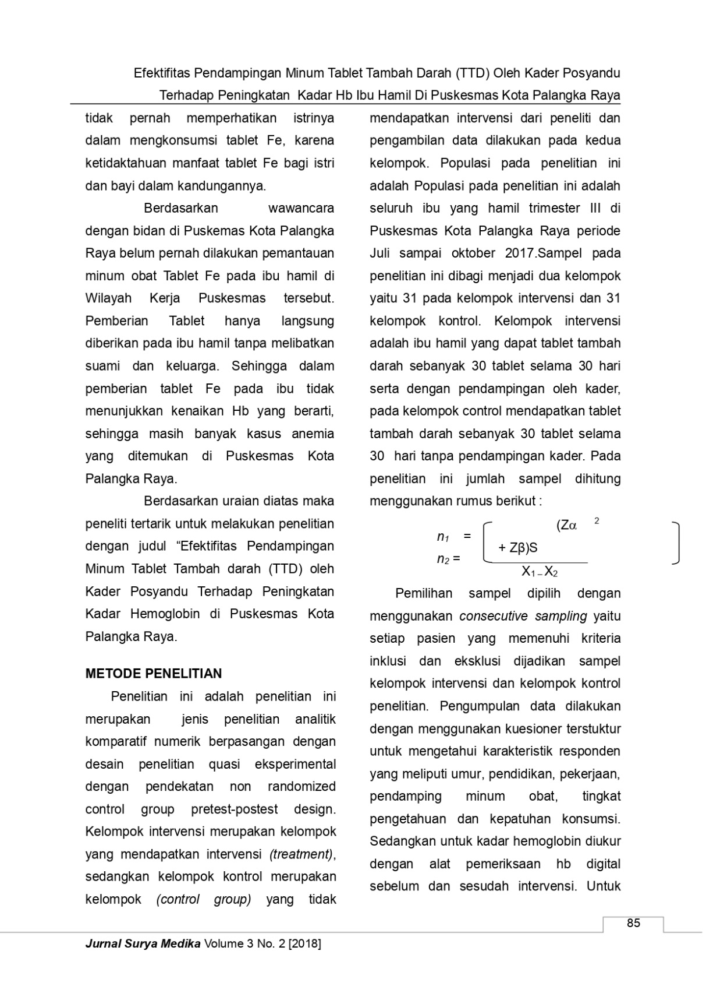 Efektifitas Pendampingan Minum Tablet Tambah Darah (TTD) Oleh Kader Posyandu
Terhadap Peningkatan Kadar Hb Ibu Hamil Di Puskesmas Kota Palangka Raya
tidak pernah memperhatikan istrinya
dalam mengkonsumsi tablet Fe, karena
ketidaktahuan manfaat tablet Fe bagi istri
dan bayi dalam kandungannya.
Berdasarkan wawancara
dengan bidan di Puskemas Kota Palangka
Raya belum pernah dilakukan pemantauan
minum obat Tablet Fe pada ibu hamil di
Wilayah Kerja Puskesmas tersebut.
Pemberian Tablet hanya langsung
diberikan pada ibu hamil tanpa melibatkan
suami dan keluarga. Sehingga dalam
pemberian tablet Fe pada ibu tidak
menunjukkan kenaikan Hb yang berarti,
sehingga masih banyak kasus anemia
yang ditemukan di Puskesmas Kota
Palangka Raya.
Berdasarkan uraian diatas maka
peneliti tertarik untuk melakukan penelitian
dengan judul “Efektifitas Pendampingan
Minum Tablet Tambah darah (TTD) oleh
Kader Posyandu Terhadap Peningkatan
Kadar Hemoglobin di Puskesmas Kota
Palangka Raya.
METODE PENELITIAN
Penelitian ini adalah penelitian ini
merupakan jenis penelitian analitik
komparatif numerik berpasangan dengan
desain penelitian quasi eksperimental
dengan pendekatan non randomized
control group pretest-postest design.
Kelompok intervensi merupakan kelompok
yang mendapatkan intervensi (treatment),
sedangkan kelompok kontrol merupakan
kelompok (control group) yang tidak
mendapatkan intervensi dari peneliti dan
pengambilan data dilakukan pada kedua
kelompok. Populasi pada penelitian ini
adalah Populasi pada penelitian ini adalah
seluruh ibu yang hamil trimester III di
Puskesmas Kota Palangka Raya periode
Juli sampai oktober 2017.Sampel pada
penelitian ini dibagi menjadi dua kelompok
yaitu 31 pada kelompok intervensi dan 31
kelompok kontrol. Kelompok intervensi
adalah ibu hamil yang dapat tablet tambah
darah sebanyak 30 tablet selama 30 hari
serta dengan pendampingan oleh kader,
pada kelompok control mendapatkan tablet
tambah darah sebanyak 30 tablet selama
30 hari tanpa pendampingan kader. Pada
penelitian ini jumlah sampel dihitung
menggunakan rumus berikut :
(Zα 2
n1 =
+ Zβ)S
n2 =
X1 – X2
Pemilihan sampel dipilih dengan
menggunakan consecutive sampling yaitu
setiap pasien yang memenuhi kriteria
inklusi dan eksklusi dijadikan sampel
kelompok intervensi dan kelompok kontrol
penelitian. Pengumpulan data dilakukan
dengan menggunakan kuesioner terstuktur
untuk mengetahui karakteristik responden
yang meliputi umur, pendidikan, pekerjaan,
pendamping minum obat, tingkat
pengetahuan dan kepatuhan konsumsi.
Sedangkan untuk kadar hemoglobin diukur
dengan alat pemeriksaan hb digital
sebelum dan sesudah intervensi. Untuk
85
Jurnal Surya Medika Volume 3 No. 2 [2018]